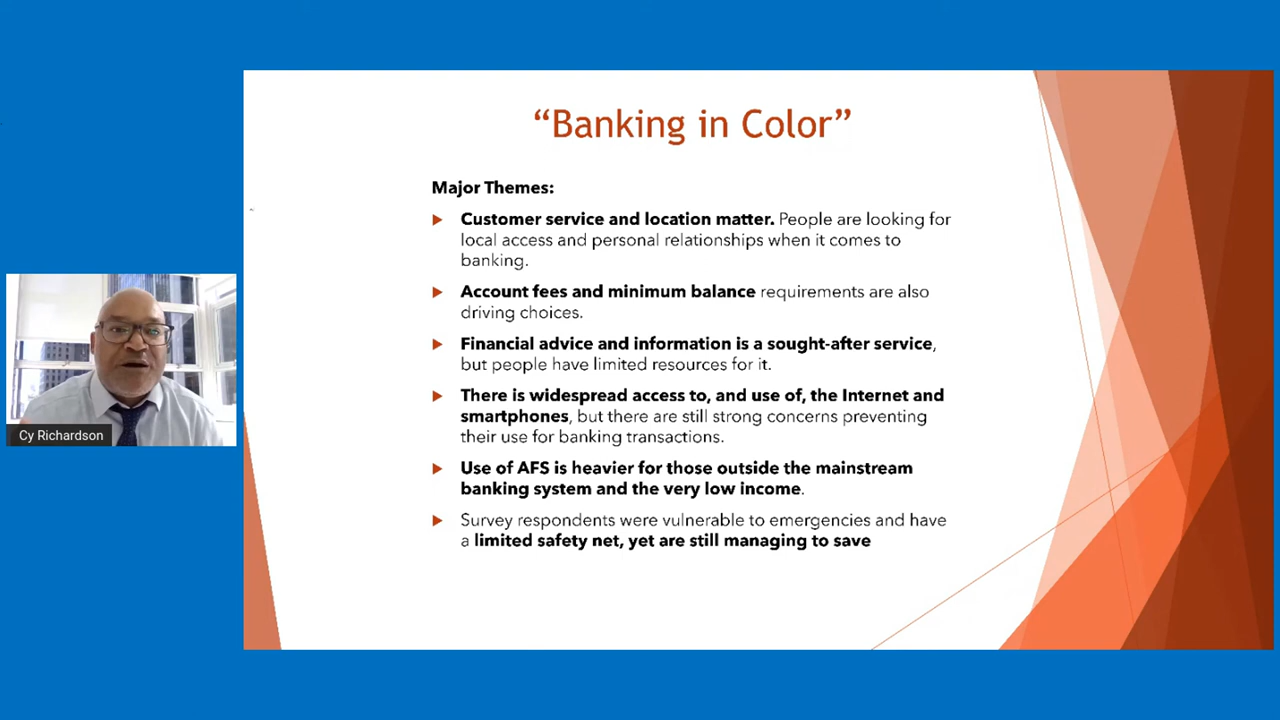 “Banking in Color”
Major Themes:
Customer service and location matter. People are looking for
local access and personal relationships when it comes to
banking.
Account fees and minimum balance requirements are also
driving choices.
Financial advice and information is a sought-after service,
but people have limited resources for it.
There is widespread access to, and use of, the Internet and
smartphones, but there are still strong concerns preventing
their use for banking transactions.
Use of AFS is heavier for those outside the mainstream
banking system and the very low income.
Survey respondents were vulnerable to emergencies and have
a limited safety net, yet are still managing to save
Cy Richardson